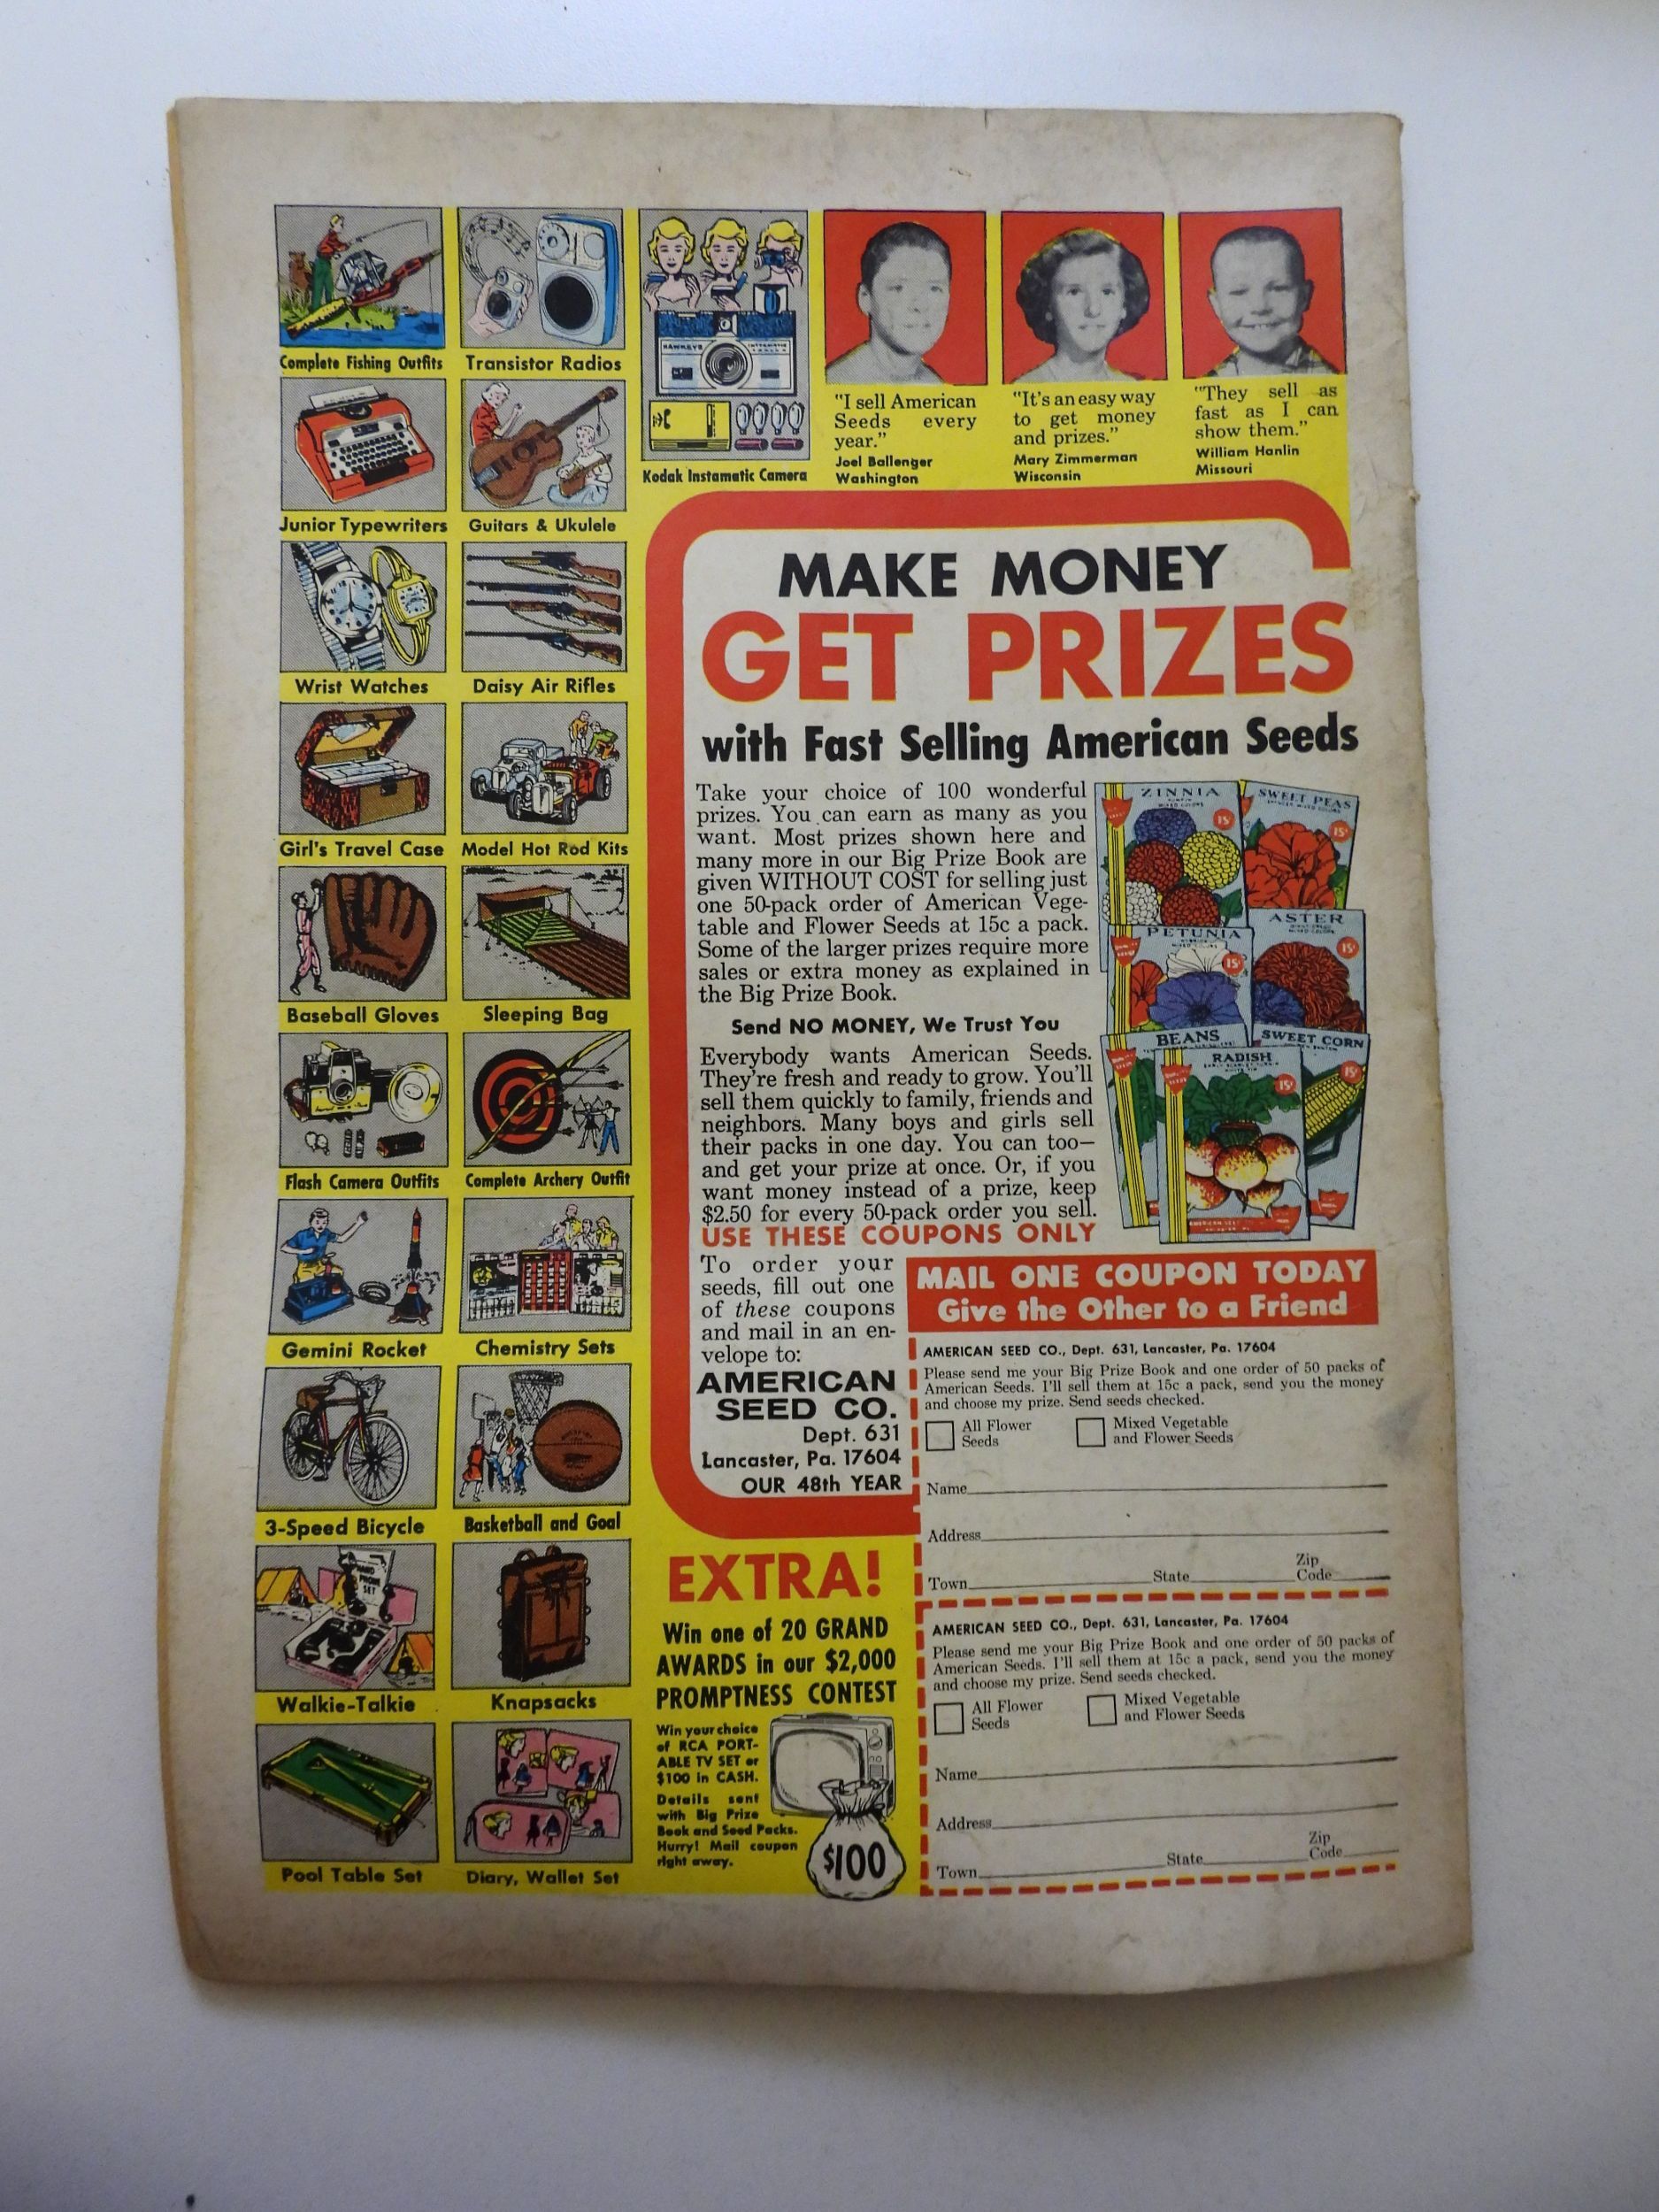 Complete Fishing Outfits
Transistor Radios
HAWKEYE
INSTAMATIC
Kodak Instamatic Camera
Junior Typewriters
Guitars & Ukulele
Wrist Watches
Daisy Air Rifles
Girl's Travel Case
Model Hot Rod Kits
Baseball Gloves
Sleeping Bag
Flash Camera Outfits
Complete Archery Outfit
Gemini Rocket
Chemistry Sets
3-Speed Bicycle
Basketball and Goal
HAND
PHONE
SET
Walkie-Talkie
Knapsacks
Pool Table Set
Diary, Wallet Set
"I sell American
Seeds every
year."
Joel Ballenger
Washington
"It's an easy way
to get money
and prizes."
Mary Zimmerman
Wisconsin
"They sell as
fast as I can
show them."
William Hanlin
Missouri
MAKE MONEY
GET PRIZES
with Fast Selling American Seeds
Take your choice of 100 wonderful
prizes. You can earn as many as you
want. Most prizes shown here and
many more in our Big Prize Book are
given WITHOUT COST for selling just
one 50-pack order of American Vege-
table and Flower Seeds at 15c a pack.
Some of the larger prizes require more
sales or extra money as explained in
the Big Prize Book.
Send NO MONEY, We Trust You
Everybody wants American Seeds.
They're fresh and ready to grow. You'll
sell them quickly to family, friends and
neighbors. Many boys and girls sell
their packs in one day. You can too—
and get your prize at once. Or, if you
want money instead of a prize, keep
$2.50 for every 50-pack order you sell.
USE THESE COUPONS ONLY
To order your
seeds, fill out one
of these coupons
and mail in an en-
velope to:
AMERICAN
SEED CO.
Dept. 631
Lancaster, Pa. 17604
OUR 48th YEAR
ZINNIA
15¢
SWEET PEAS
15¢
PETUNIA
15¢
ASTER
15¢
BEANS
SWEET CORN
15¢
RADISH
15¢
MAIL ONE COUPON TODAY
Give the Other to a Friend
AMERICAN SEED CO., Dept. 631, Lancaster, Pa. 17604
Please send me your Big Prize Book and one order of 50 packs of
American Seeds. I'll sell them at 15c a pack, send you the money
and choose my prize. Send seeds checked.
All Flower
Seeds
Mixed Vegetable
and Flower Seeds
Name
Address
Town State Zip Code
AMERICAN SEED CO., Dept. 631, Lancaster, Pa. 17604
Please send me your Big Prize Book and one order of 50 packs of
American Seeds. I'll sell them at 15c a pack, send you the money
and choose my prize. Send seeds checked.
All Flower
Seeds
Mixed Vegetable
and Flower Seeds
Name
Address
Town State Zip Code
EXTRA!
Win one of 20 GRAND
AWARDS in our $2,000
PROMPTNESS CONTEST
Win your choice
of RCA PORT-
ABLE TV SET or
$100 in CASH.
Details sent
with Big Prize
Book and Seed Packs.
Hurry! Mail coupon
right away.
$100